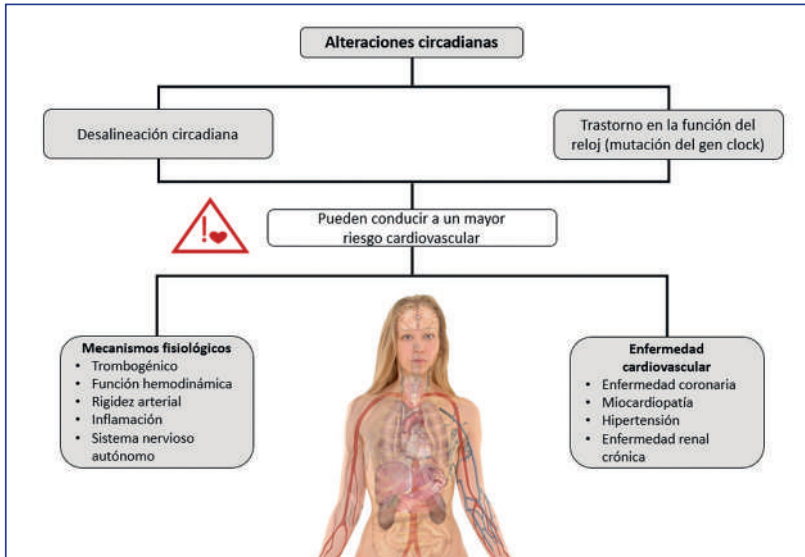 Alteraciones circadianas
Desalineación circadiana
Trastorno en la función del
reloj (mutación del gen clock)
Pueden conducir a un mayor
riesgo cardiovascular
Mecanismos fisiológicos
• Trombogénico
• Función hemodinámica
• Rigidez arterial
• Inflamación
• Sistema nervioso
autónomo
Enfermedad
cardiovascular
• Enfermedad coronaria
• Miocardiopatía
• Hipertensión
• Enfermedad renal
crónica